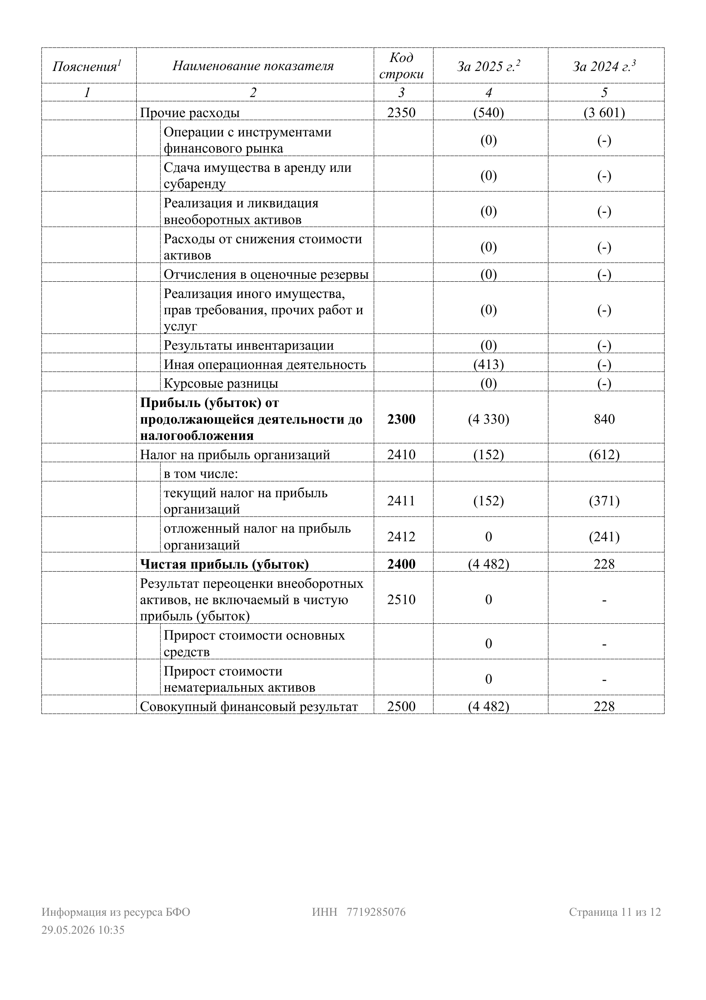 Пояснения1 Наименование показателя Код строки За 2025 г.2 За 2024 г.3
1 2 3 4 5
Прочие расходы 2350 (540) (3 601)
Операции с инструментами
финансового рынка (0) (-)
Сдача имущества в аренду или
субаренду (0) (-)
Реализация и ликвидация
внеоборотных активов (0) (-)
Расходы от снижения стоимости
активов (0) (-)
Отчисления в оценочные резервы (0) (-)
Реализация иного имущества,
прав требования, прочих работ и
услуг (0) (-)
Результаты инвентаризации (0) (-)
Иная операционная деятельность (413) (-)
Курсовые разницы (0) (-)
Прибыль (убыток) от
продолжающейся деятельности до
налогообложения 2300 (4 330) 840
Налог на прибыль организаций 2410 (152) (612)
в том числе:
текущий налог на прибыль
организаций 2411 (152) (371)
отложенный налог на прибыль
организаций 2412 0 (241)
Чистая прибыль (убыток) 2400 (4 482) 228
Результат переоценки внеоборотных
активов, не включаемый в чистую
прибыль (убыток) 2510 0 -
Прирост стоимости основных
средств 0 -
Прирост стоимости
нематериальных активов 0 -
Совокупный финансовый результат 2500 (4 482) 228
Информация из ресурса БФО ИНН 7719285076 Страница 11 из 12
29.05.2026 10:35